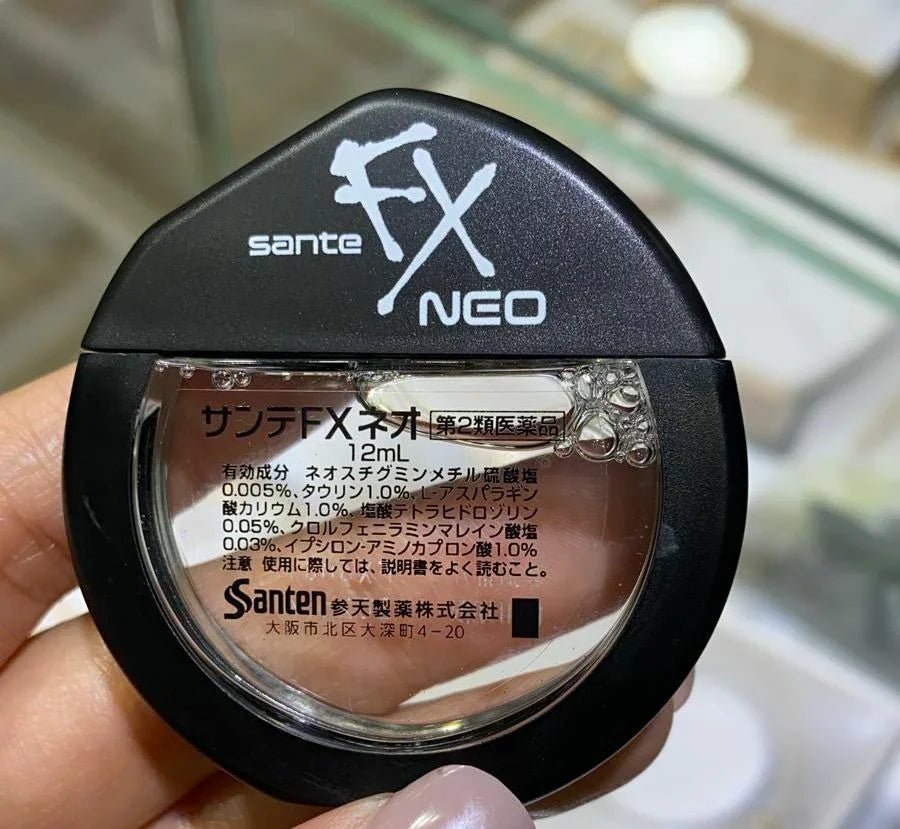 sante FX NEO
サンテFXネオ 第2類医薬品
12mL
有効成分 ネオスチグミンメチル硫酸塩
0.005%、タウリン1.0%、L-アスパラギン
酸カリウム1.0%、塩酸テトラヒドロゾリン
0.05%、クロルフェニラミンマレイン酸塩
0.03%、イプシロン-アミノカプロン酸1.0%
注意 使用に際しては、説明書をよく読むこと。
Santen 参天製薬株式会社
大阪市北区大深町4-20